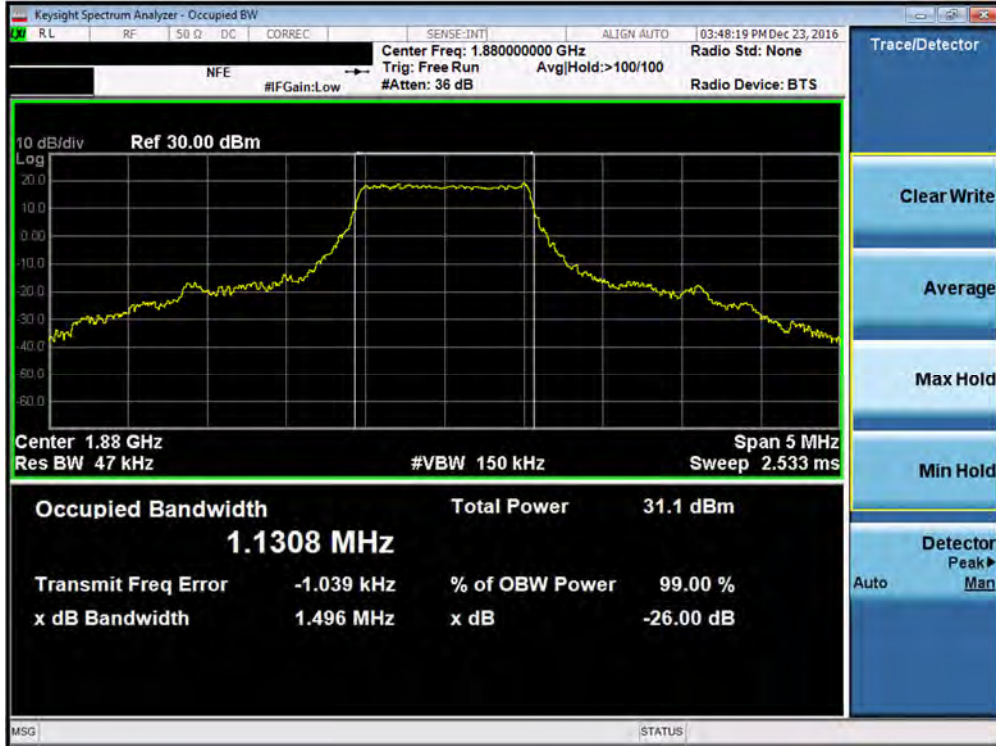 Keysight Spectrum Analyzer - Occupied BW
LXI RL RF 50 Ω DC CORREC SENSE:INT ALIGN AUTO 03:48:19 PM Dec 23, 2016
Center Freq: 1.880000000 GHz Radio Std: None
NFE Trig: Free Run Avg|Hold:>100/100
#IFGain:Low #Atten: 36 dB Radio Device: BTS
Trace/Detector
10 dB/div Ref 30.00 dBm
Log
20.0
10.0
0.00
-10.0
-20.0
-30.0
-40.0
-50.0
-60.0
Center 1.88 GHz Span 5 MHz
Res BW 47 kHz #VBW 150 kHz Sweep 2.533 ms
Occupied Bandwidth Total Power 31.1 dBm
1.1308 MHz
Transmit Freq Error -1.039 kHz % of OBW Power 99.00 %
x dB Bandwidth 1.496 MHz x dB -26.00 dB
Clear Write
Average
Max Hold
Min Hold
Detector
Peak▶
Auto Man
MSG STATUS